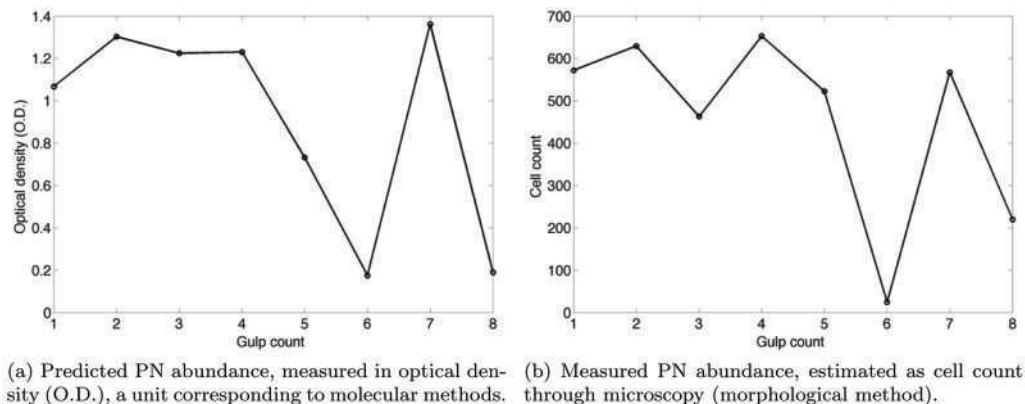 1.4
1.2
1
0.8
0.6
0.4
0.2
0
Optical density (O.D.)
1 2 3 4 5 6 7 8
Gulp count
700
600
500
400
300
200
100
0
Cell count
1 2 3 4 5 6 7 8
Gulp count
(a) Predicted PN abundance, measured in optical den-
sity (O.D.), a unit corresponding to molecular methods.
(b) Measured PN abundance, estimated as cell count
through microscopy (morphological method).